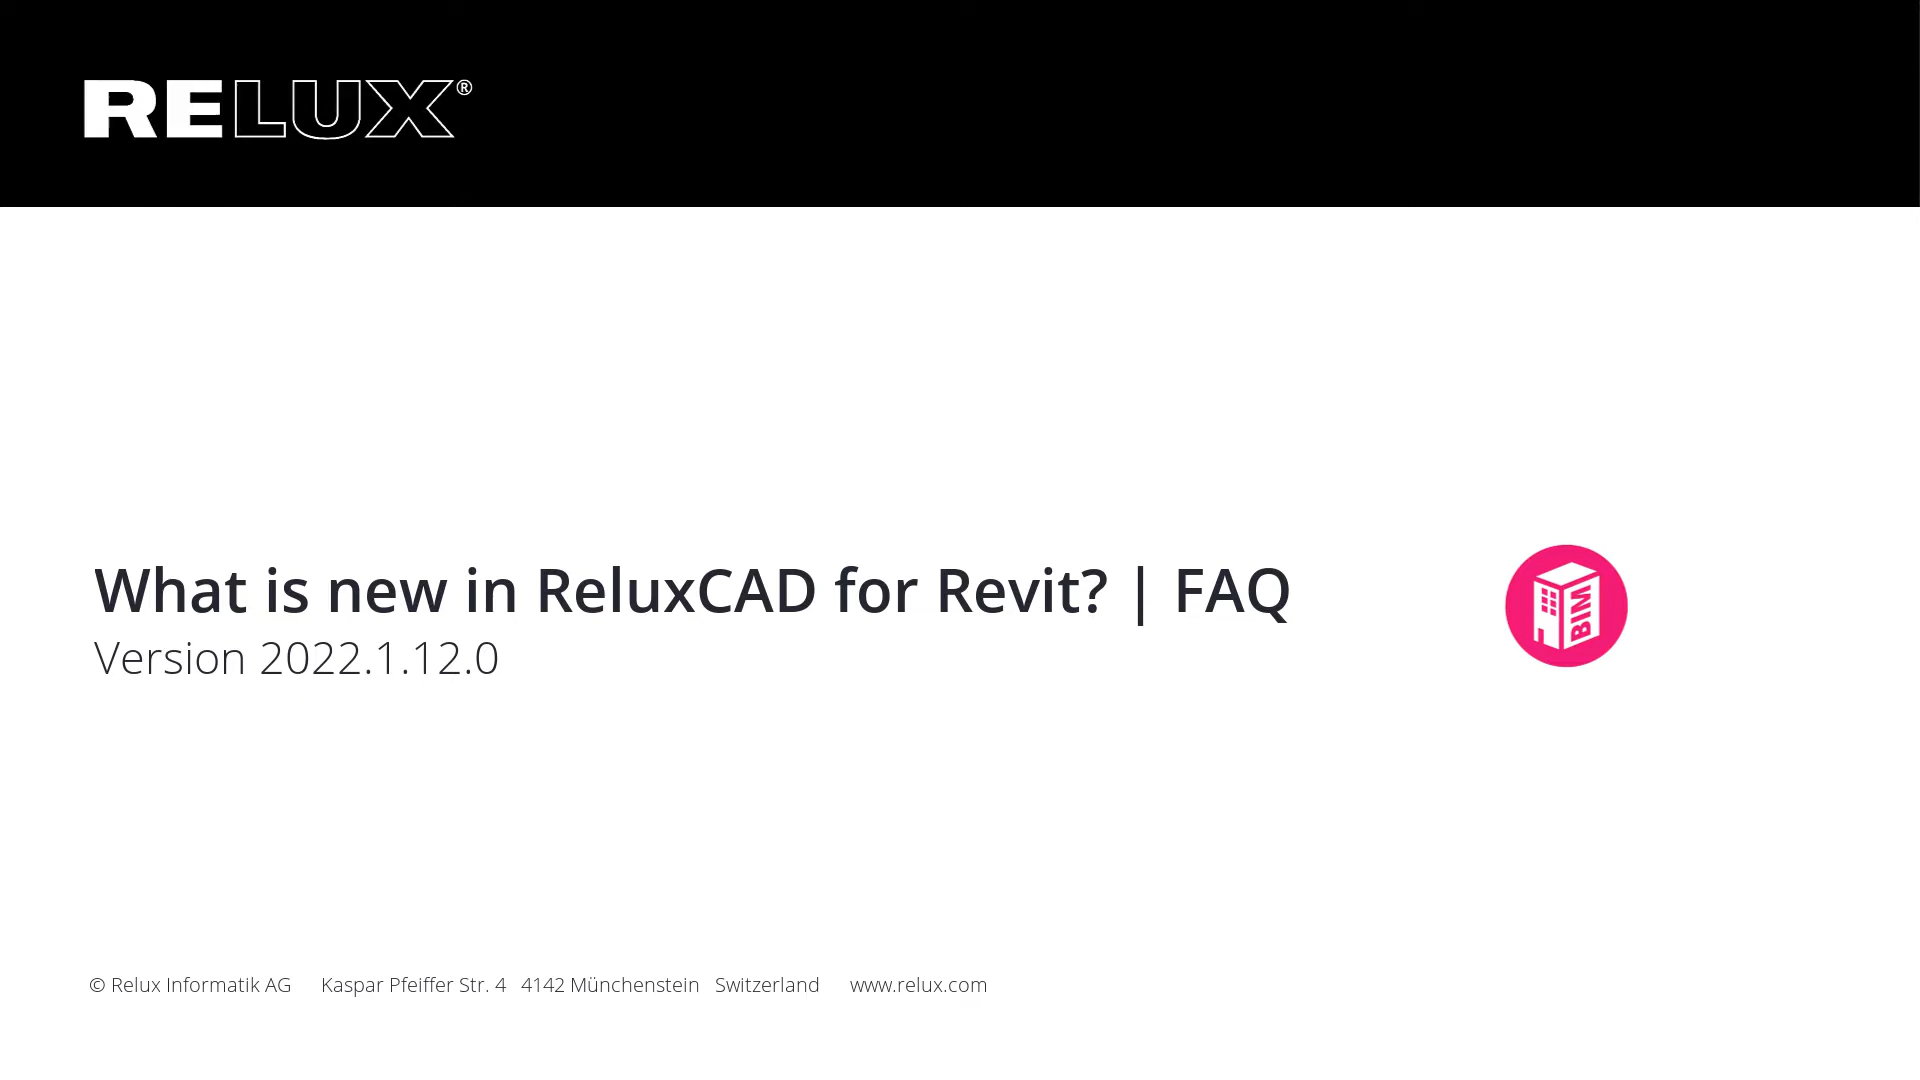 RELUX®
What is new in ReluxCAD for Revit? | FAQ
Version 2022.1.12.0
BIM
© Relux Informatik AG Kaspar Pfeiffer Str. 4 4142 Münchenstein Switzerland www.relux.com